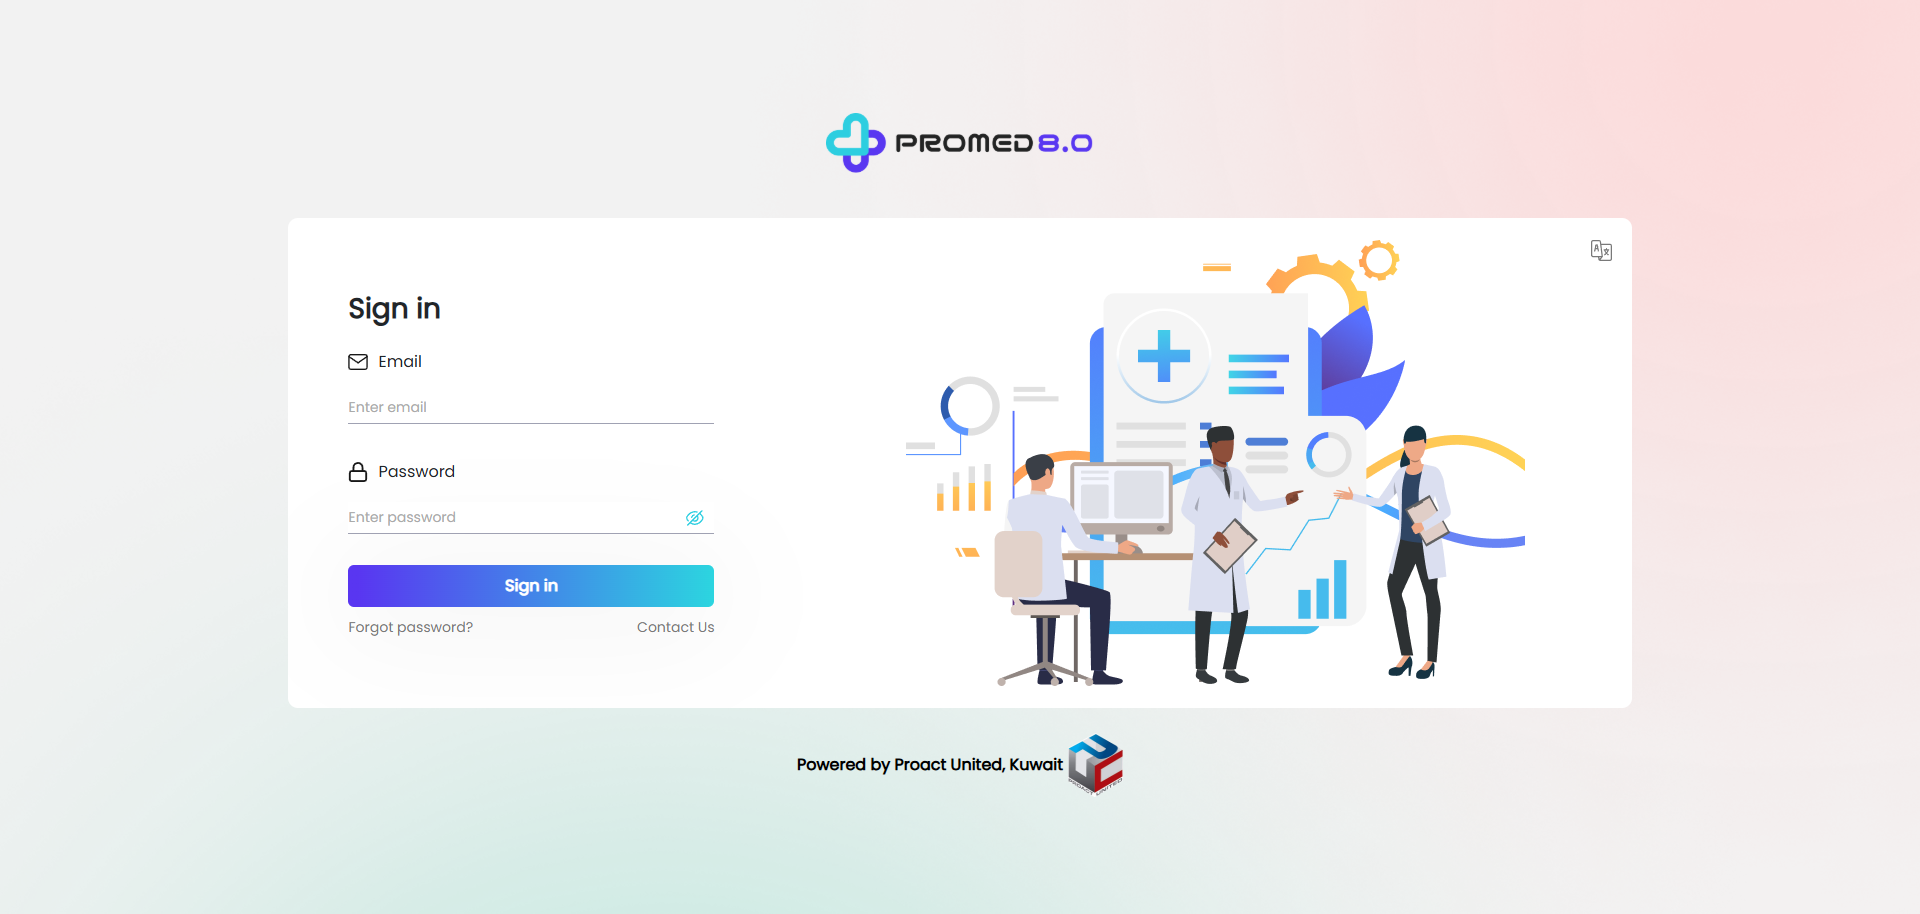 PROMED 8.0
Sign in
Email
Enter email
Password
Enter password
Sign in
Forgot password?
Contact Us
Powered by Proact United, Kuwait